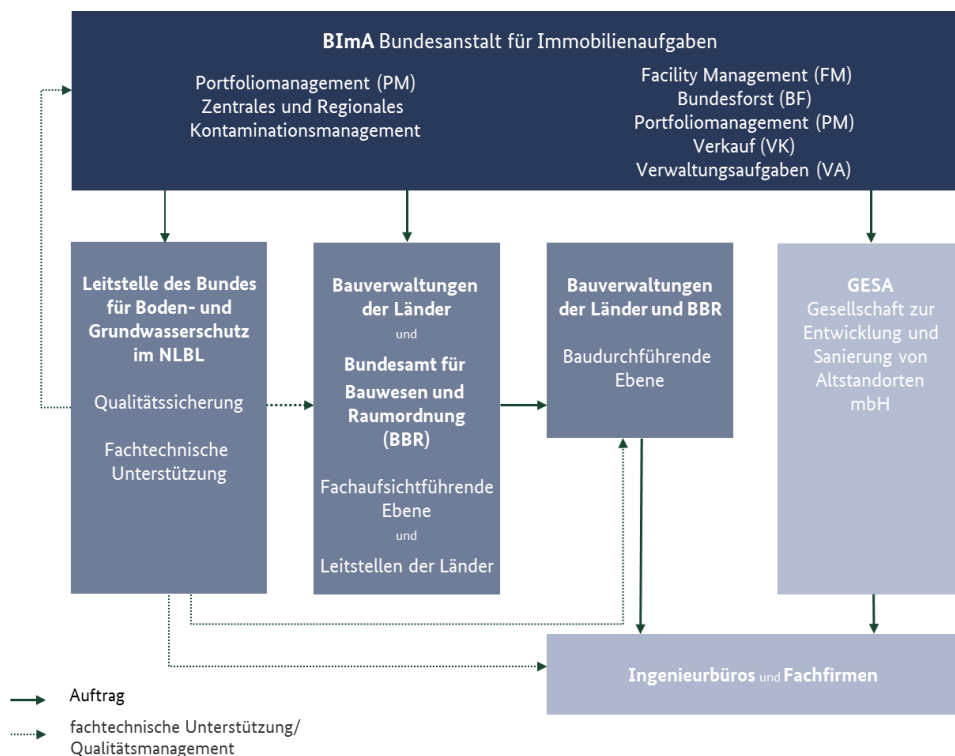 BImA Bundesanstalt für Immobilienaufgaben
Portfoliomanagement (PM)
Zentrales und Regionales
Kontaminationsmanagement
Facility Management (FM)
Bundesforst (BF)
Portfoliomanagement (PM)
Verkauf (VK)
Verwaltungsaufgaben (VA)
Leitstelle des Bundes
für Boden- und
Grundwasserschutz
im NLBL
Qualitätssicherung
Fachtechnische
Unterstützung
Bauverwaltungen
der Länder
und
Bundesamt für
Bauwesen und
Raumordnung
(BBR)
Fachaufsichtführende
Ebene
und
Leitstellen der Länder
Bauverwaltungen
der Länder und BBR
Baudurchführende
Ebene
GESA
Gesellschaft zur
Entwicklung und
Sanierung von
Altstandorten
mbH
Ingenieurbüros und Fachfirmen
Auftrag
fachtechnische Unterstützung/
Qualitätsmanagement